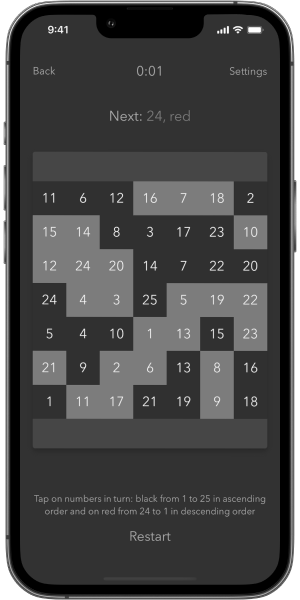 9:41
Back 0:01 Settings
Next: 24, red
11 6 12 16 7 18 2
15 14 8 3 17 23 10
12 24 20 14 7 22 20
24 4 3 25 5 19 22
5 4 10 1 13 15 23
21 9 2 6 13 8 16
1 11 17 21 19 9 18
Tap on numbers in turn: black from 1 to 25 in ascending
order and on red from 24 to 1 in descending order
Restart